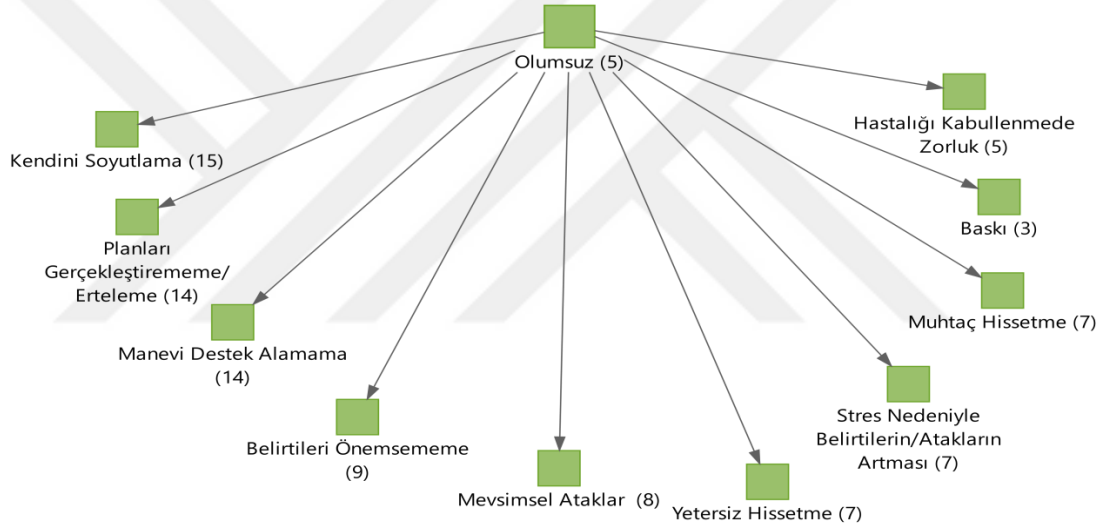 Olumsuz (5)
Kendini Soyutlama (15)
Planları
Gerçekleştirememe/
Erteleme (14)
Manevi Destek Alamama
(14)
Belirtileri Önemsememe
(9)
Mevsimsel Ataklar (8)
Yetersiz Hissetme (7)
Stres Nedeniyle
Belirtilerin/Atakların
Artması (7)
Muhtaç Hissetme (7)
Baskı (3)
Hastalığı Kabullenmede
Zorluk (5)